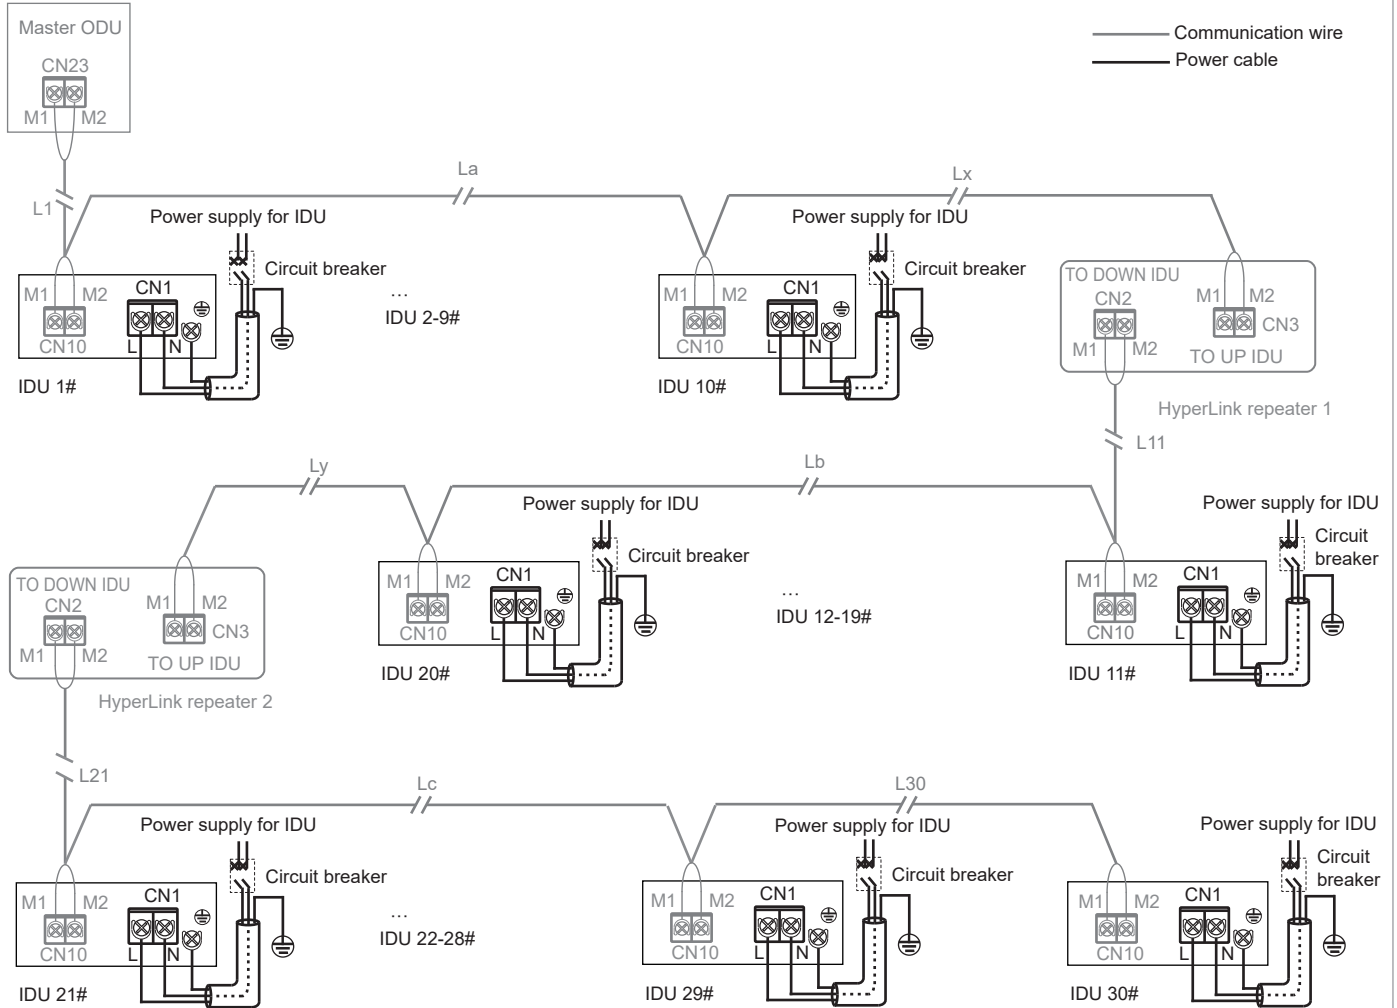 Master ODU
CN23
M1 M2
Communication wire
Power cable
L1
La
Lx
Power supply for IDU
Circuit breaker
M1 M2
CN1
CN10
L N
IDU 1#
...
IDU 2-9#
Power supply for IDU
Circuit breaker
M1 M2
CN1
CN10
L N
IDU 10#
TO DOWN IDU
CN2
M1 M2
M1 M2
CN3
TO UP IDU
HyperLink repeater 1
L11
Ly
Lb
TO DOWN IDU
CN2
M1 M2
M1 M2
CN3
TO UP IDU
HyperLink repeater 2
Power supply for IDU
Circuit breaker
M1 M2
CN1
CN10
L N
IDU 20#
...
IDU 12-19#
Power supply for IDU
Circuit
breaker
M1 M2
CN1
CN10
L N
IDU 11#
L21
Lc
L30
Power supply for IDU
Circuit breaker
M1 M2
CN1
CN10
L N
IDU 21#
...
IDU 22-28#
Power supply for IDU
Circuit breaker
M1 M2
CN1
CN10
L N
IDU 29#
Power supply for IDU
Circuit
breaker
M1 M2
CN1
CN10
L N
IDU 30#